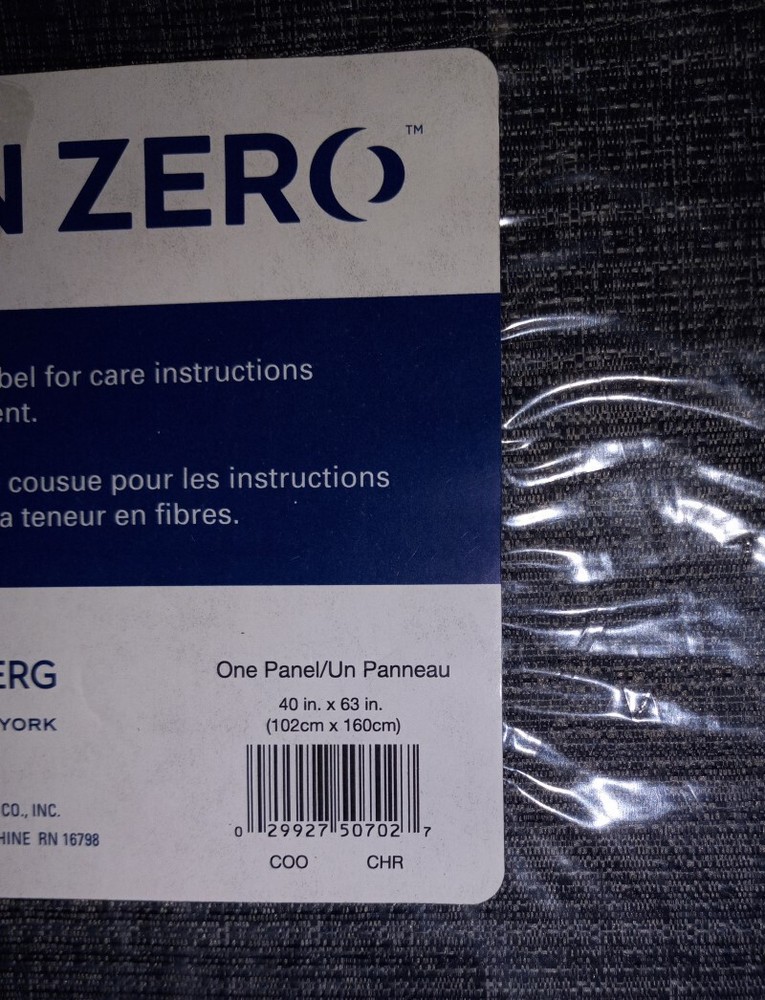 N ZERO™
bel for care instructions
ent.
cousue pour les instructions
a teneur en fibres.
ERG
YORK
CO., INC.
HINE RN 16798
One Panel/Un Panneau
40 in. x 63 in.
(102cm x 160cm)
0 29927 50702 7
COO CHR